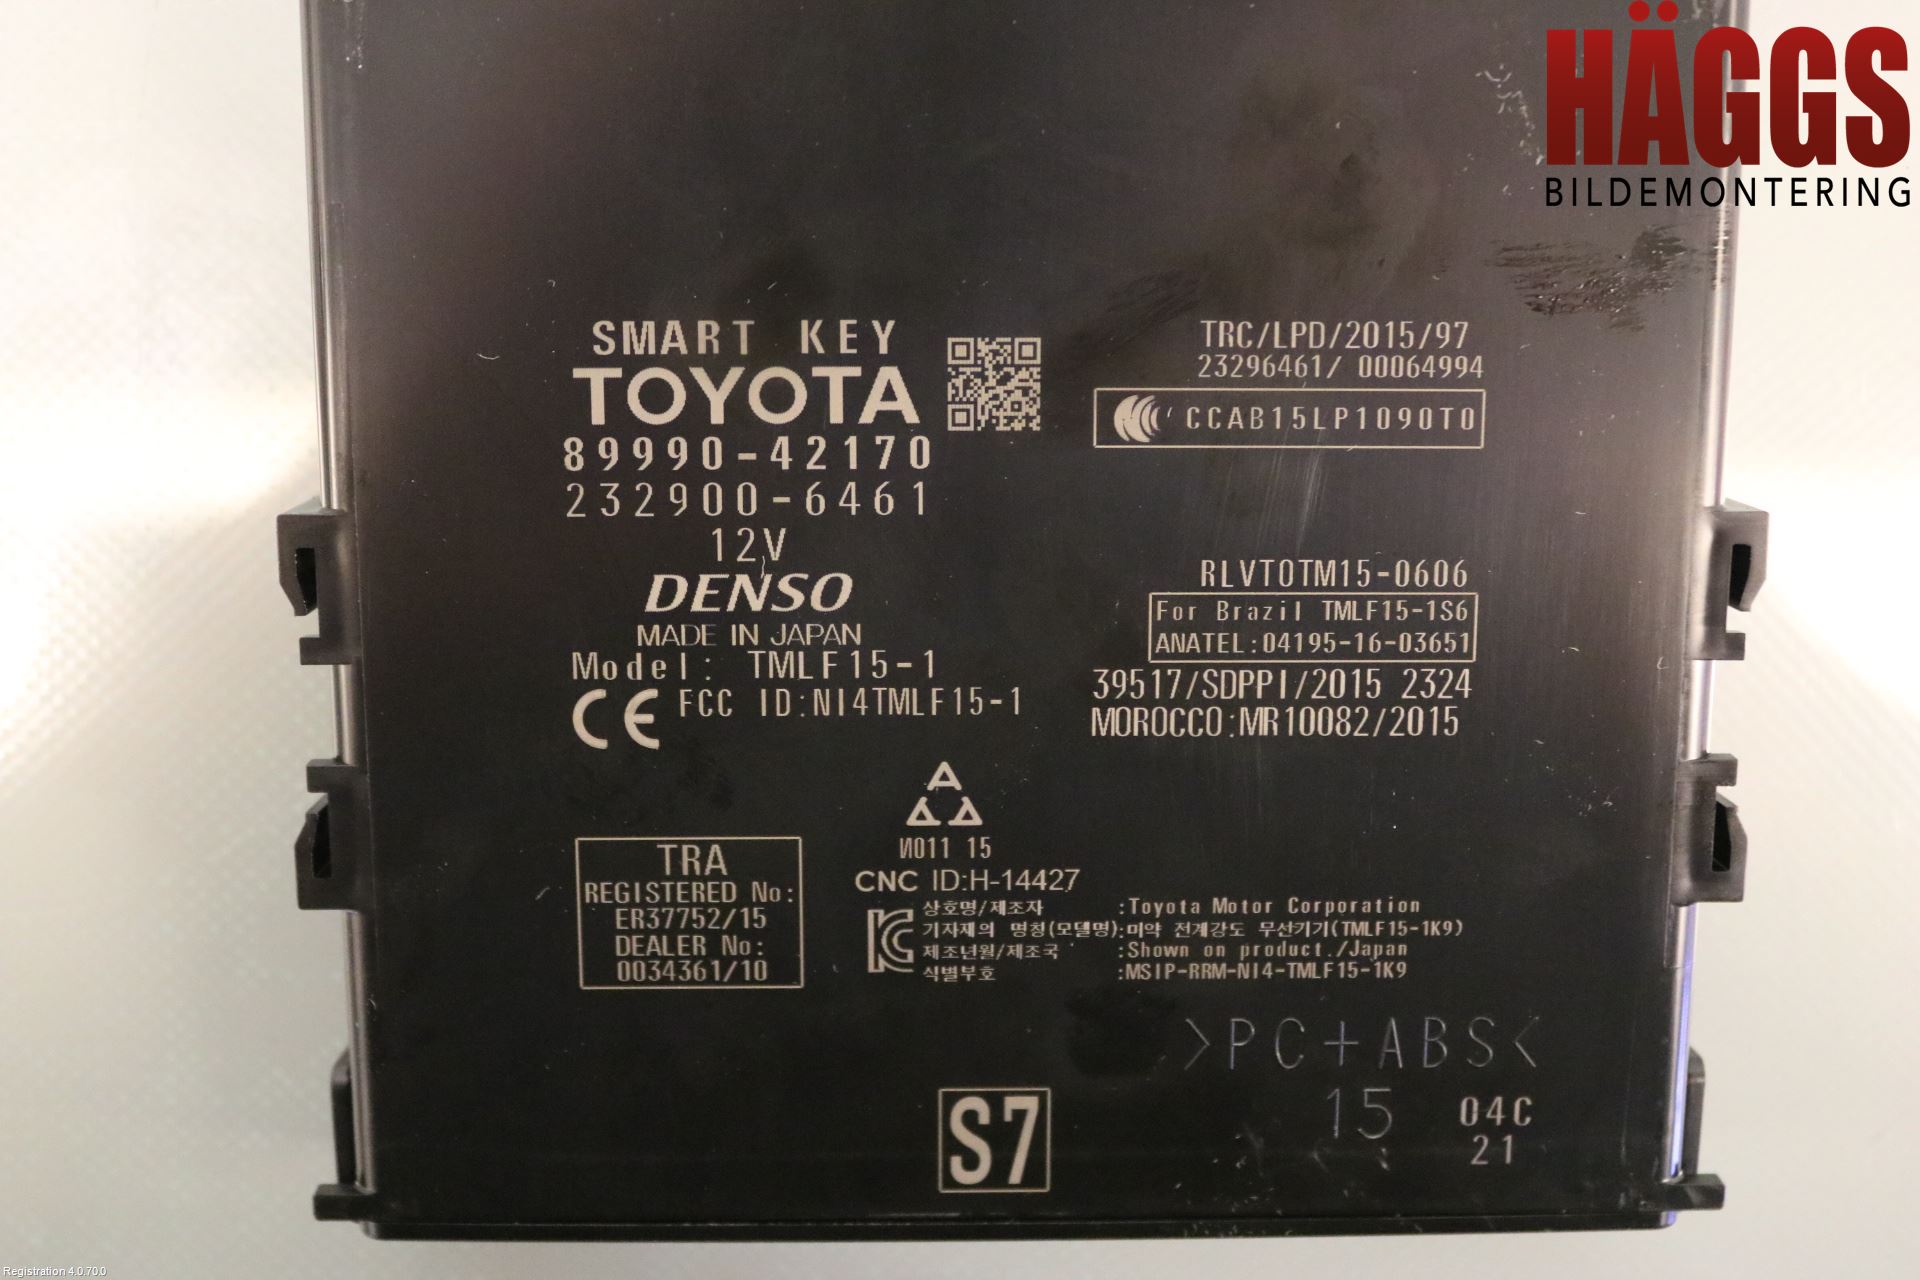 HÄGGS
BILDEMONTERING
SMART KEY
TOYOTA
89990-42170
232900-6461
12V
DENSO
MADE IN JAPAN
Model: TMLF15-1
CE FCC ID:NI4TMLF15-1
TRC/LPD/2015/97
23296461/ 00064994
CCAB15LP1090T0
RLVTOTM15-0606
For Brazil TMLF15-1S6
ANATEL:04195-16-03651
39517/SDPPI/2015 2324
MOROCCO:MR10082/2015
TRA
REGISTERED No:
ER37752/15
DEALER No:
0034361/10
И011 15
CNC ID:H-14427
상호명/제조자 :Toyota Motor Corporation
기자재의 명칭(모델명):미약 전계강도 무선기기(TMLF15-1K9)
제조년월/제조국 :Shown on product./Japan
식별부호 :MSIP-RRM-NI4-TMLF15-1K9
>PC+ABS<
15 04C
21
S7
Registration 4.0.70.0